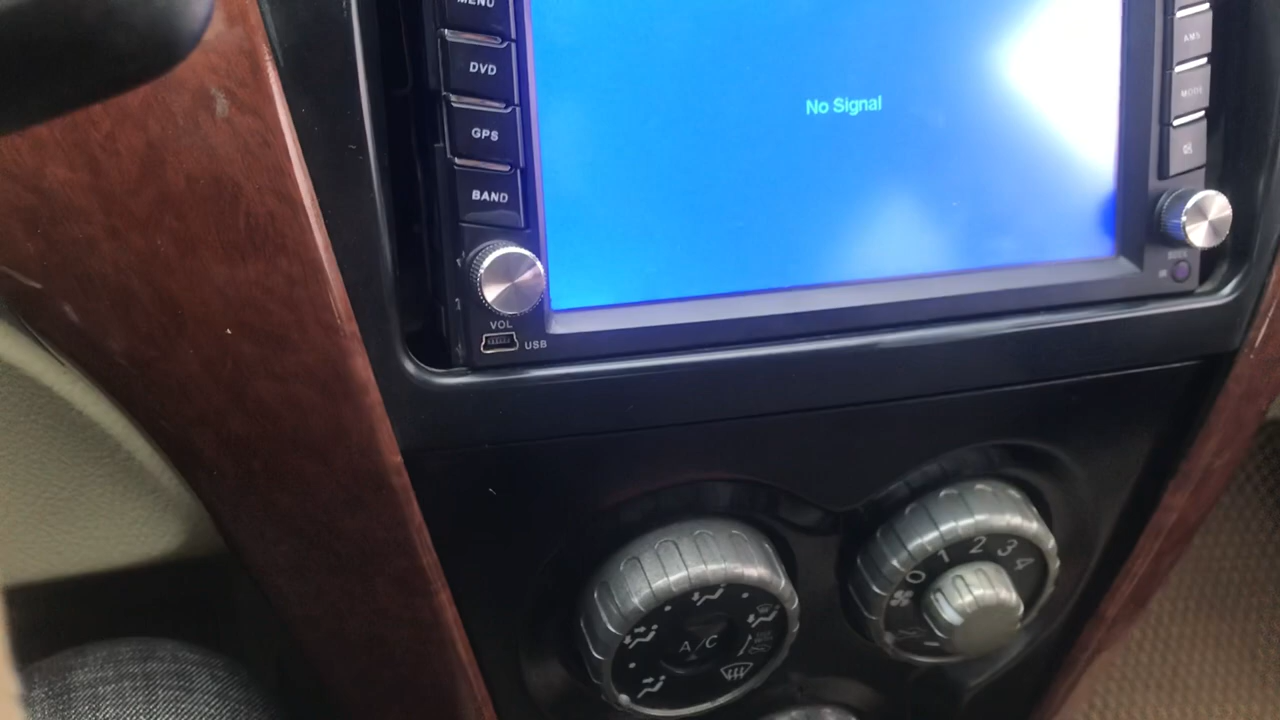 MENU
DVD
GPS
BAND
VOL
USB
No Signal
AMS
MODE
A/C
0 1 2 3 4